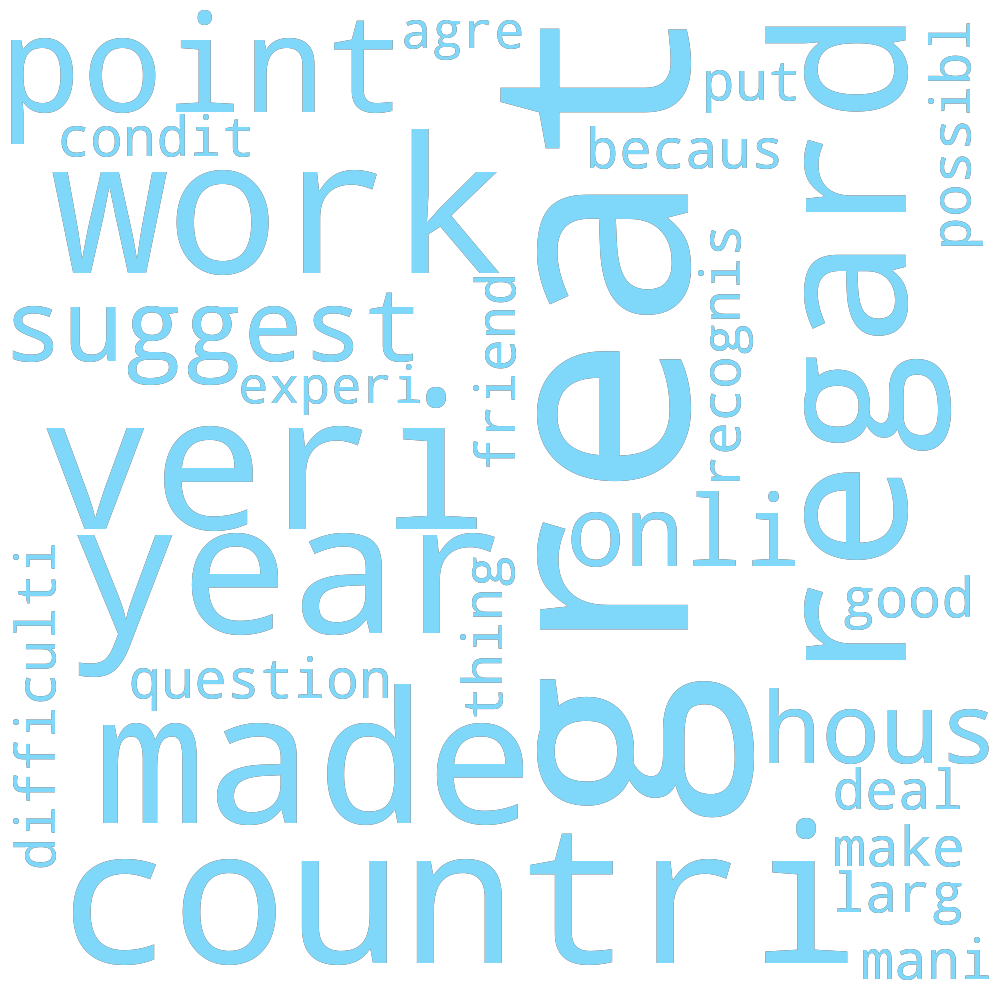 point
agre
great
put
regard
possibl
condit
becaus
work
recognis
suggest
friend
experi
veri
onli
year
thing
good
difficulti
question
made
hous
deal
countri
make
larg
mani